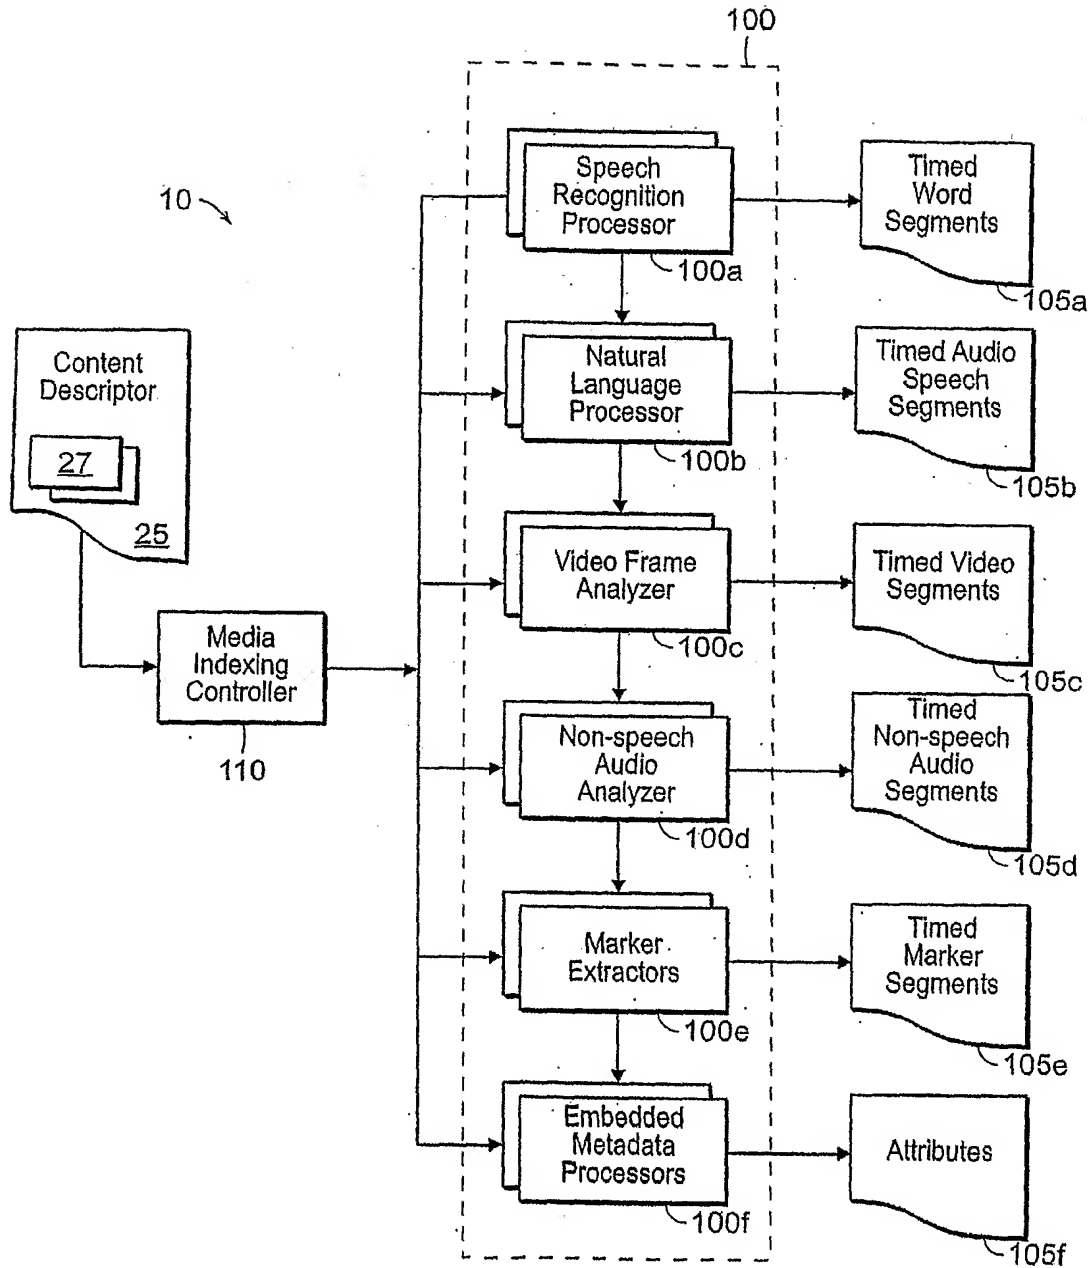 100
10
Speech
Recognition
Processor
100a
Timed
Word
Segments
105a
Content
Descriptor
27
25
Natural
Language
Processor
100b
Timed Audio
Speech
Segments
105b
Video Frame
Analyzer
100c
Timed Video
Segments
105c
Media
Indexing
Controller
110
Non-speech
Audio
Analyzer
100d
Timed
Non-speech
Audio
Segments
105d
Marker
Extractors
100e
Timed
Marker
Segments
105e
Embedded
Metadata
Processors
100f
Attributes
105f